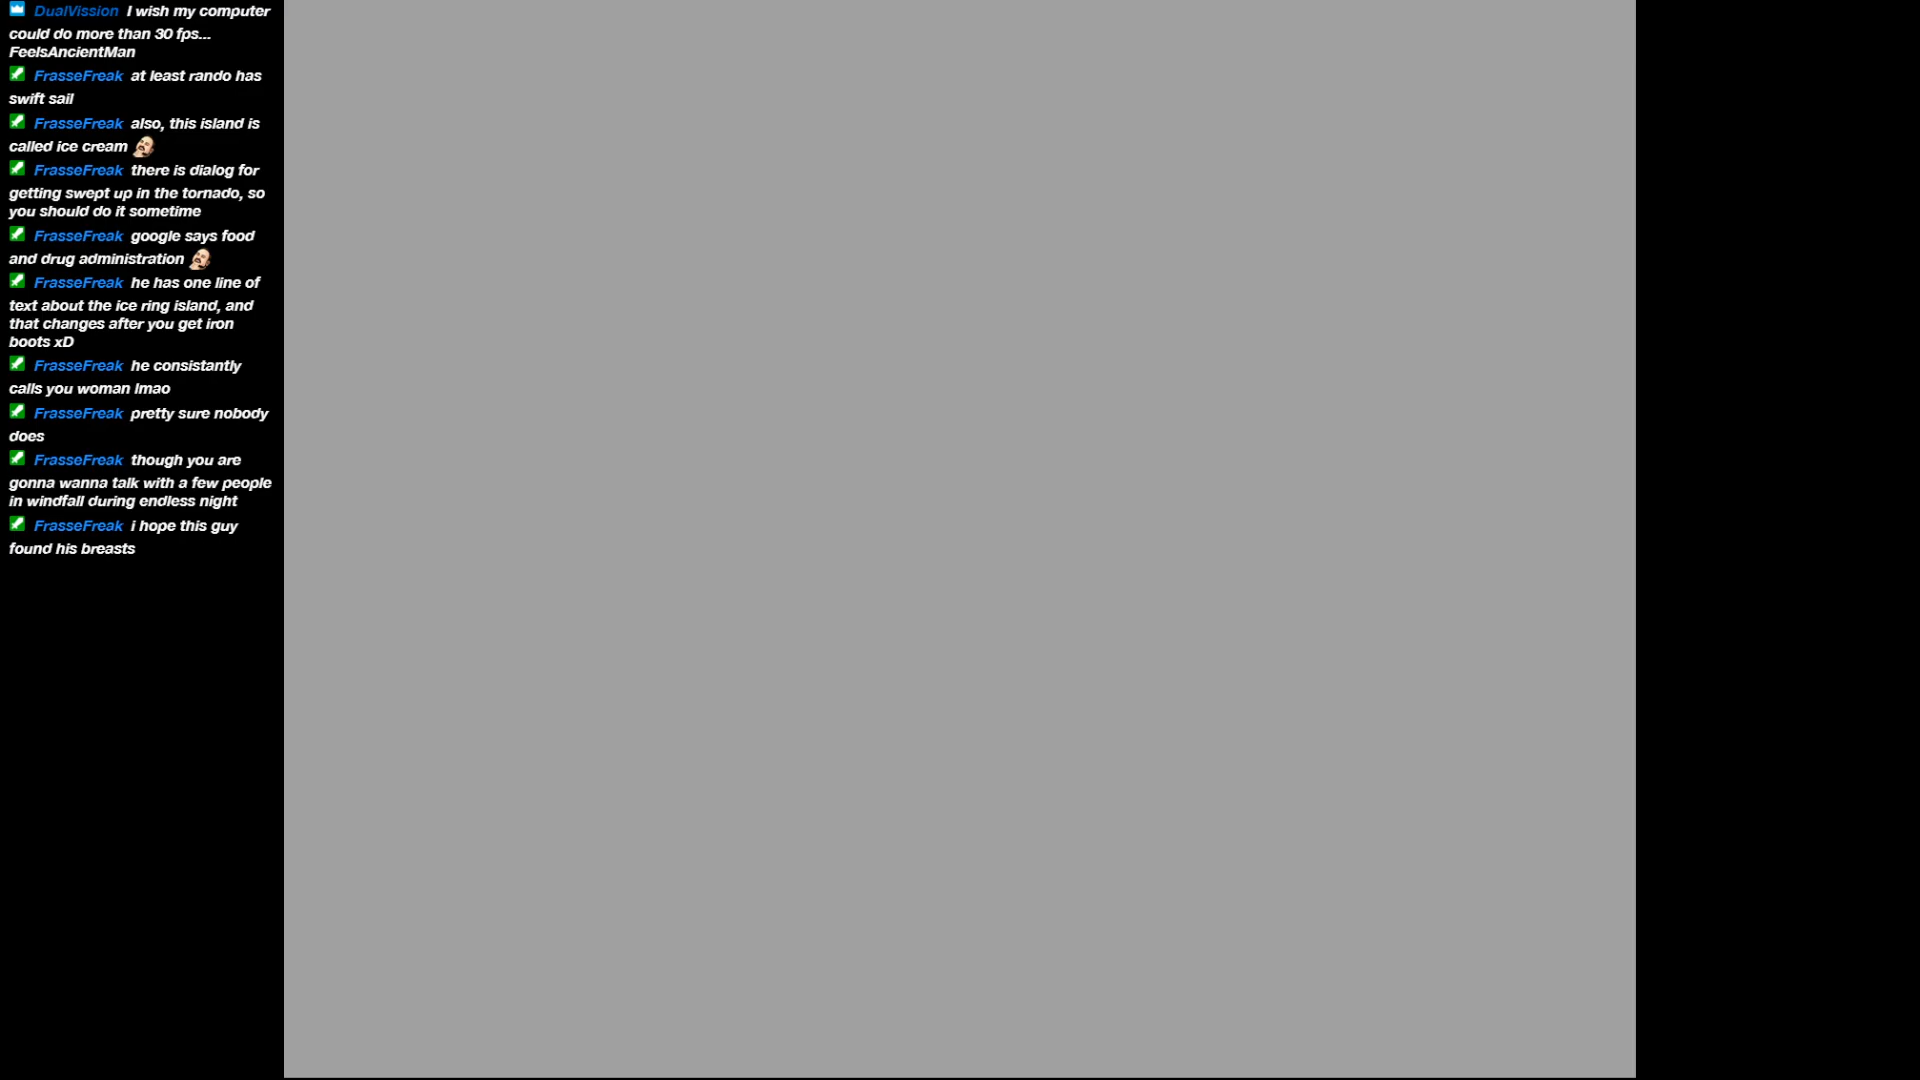 DualVission I wish my computer
could do more than 30 fps...
FeelsAncientMan
FrasseFreak at least rando has
swift sail
FrasseFreak also, this island is
called ice cream
FrasseFreak there is dialog for
getting swept up in the tornado, so
you should do it sometime
FrasseFreak google says food
and drug administration
FrasseFreak he has one line of
text about the ice ring island, and
that changes after you get iron
boots xD
FrasseFreak he consistantly
calls you woman lmao
FrasseFreak pretty sure nobody
does
FrasseFreak though you are
gonna wanna talk with a few people
in windfall during endless night
FrasseFreak i hope this guy
found his breasts